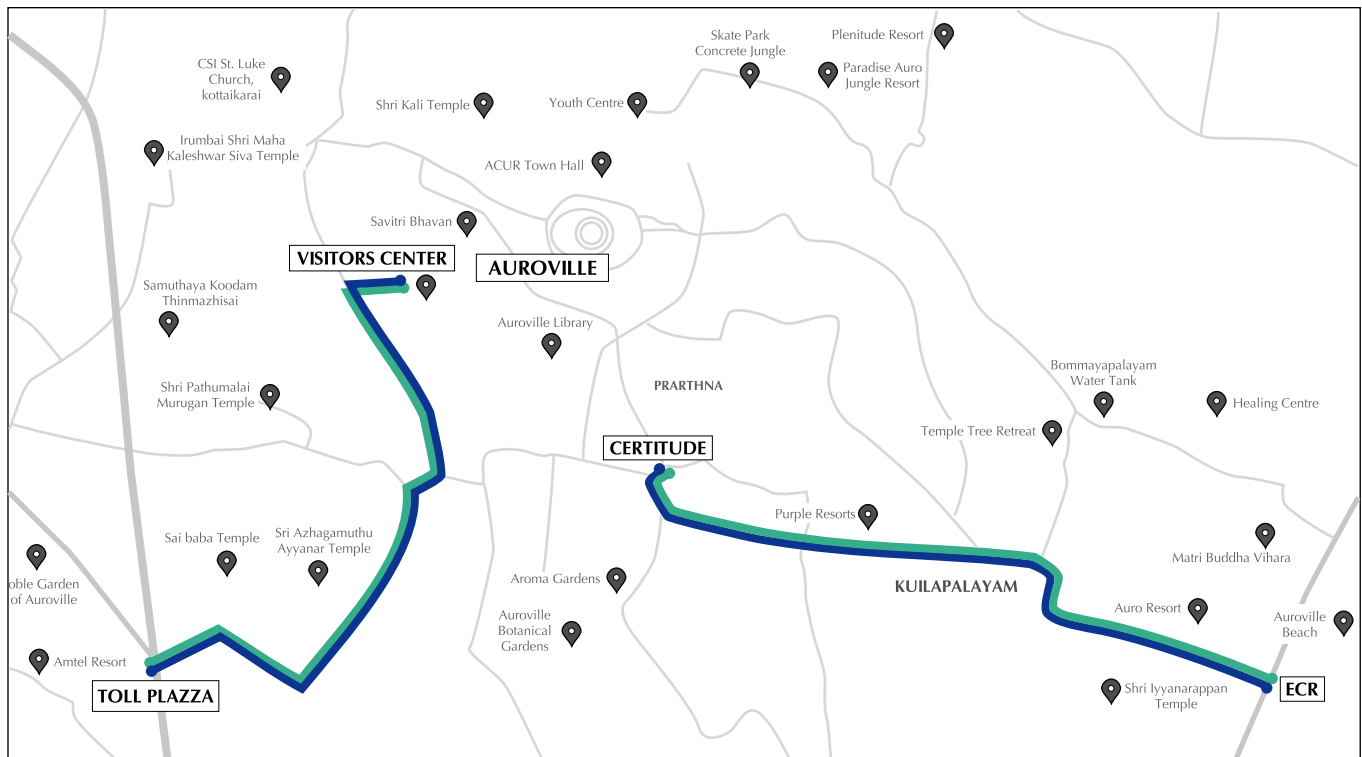 Skate Park
Concrete Jungle
Plenitude Resort
CSI St. Luke
Church,
kottaikarai
Paradise Auro
Jungle Resort
Shri Kali Temple
Youth Centre
Irumbai Shri Maha
Kaleshwar Siva Temple
ACUR Town Hall
Savitri Bhavan
VISITORS CENTER
AUROVILLE
Samuthaya Koodam
Thinmazhisai
Auroville Library
Shri Pathumalai
Murugan Temple
PRARTHNA
Bommayapalayam
Water Tank
Healing Centre
Temple Tree Retreat
CERTITUDE
Purple Resorts
Sai baba Temple
Sri Azhagamuthu
Ayyanar Temple
Matri Buddha Vihara
oble Garden
of Auroville
Aroma Gardens
KUILAPALAYAM
Auroville
Botanical
Gardens
Auro Resort
Auroville
Beach
Amtel Resort
TOLL PLAZZA
Shri Iyyanarappan
Temple
ECR